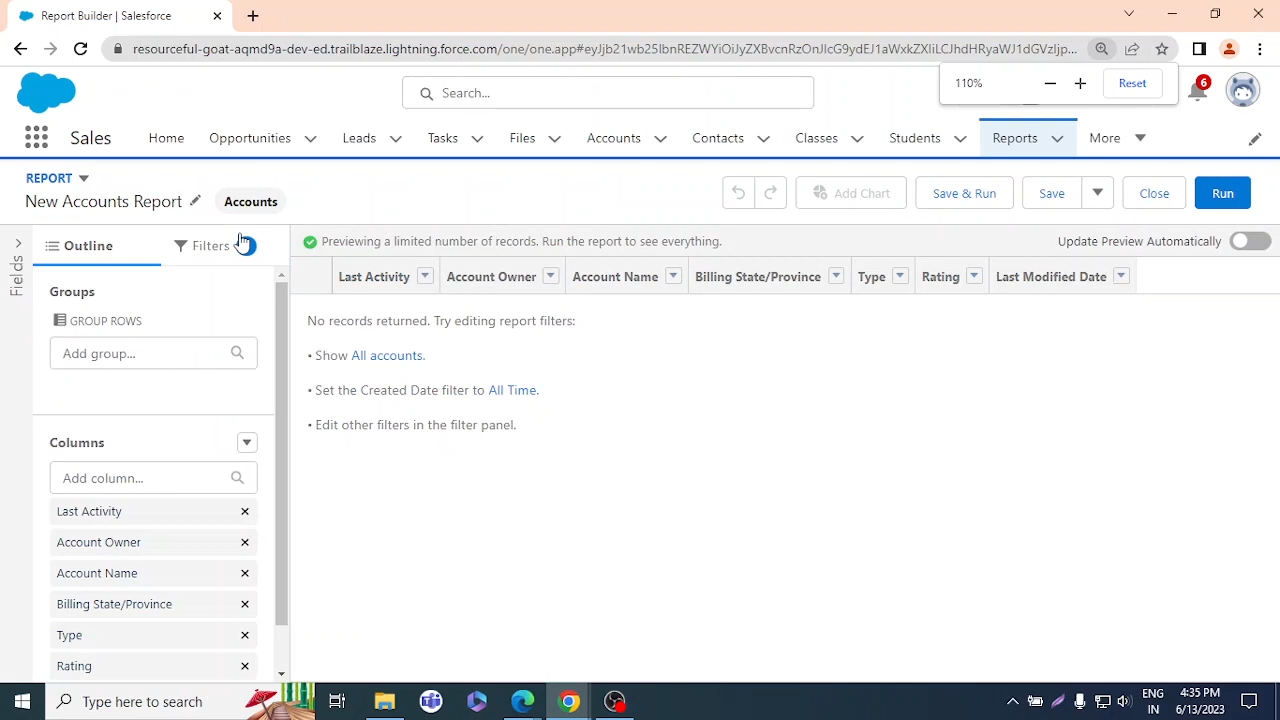 Report Builder | Salesforce
resourceful-goat-aqmd9a-dev-ed.trailblaze.lightning.force.com/one/one.app#eyJjb21wb25lbnREZWYiOiJyZXBvcnRzOnJlcG9ydEJ1aWxkZXIiLCJhdHRyaWJ1dGVzIjp...
110%
Reset
Search...
6
Sales
Home
Opportunities
Leads
Tasks
Files
Accounts
Contacts
Classes
Students
Reports
More
REPORT
New Accounts Report
Accounts
Add Chart
Save & Run
Save
Close
Run
Fields
Outline
Filters
Previewing a limited number of records. Run the report to see everything.
Update Preview Automatically
Groups
GROUP ROWS
Add group...
Columns
Add column...
Last Activity
Account Owner
Account Name
Billing State/Province
Type
Rating
Last Activity
Account Owner
Account Name
Billing State/Province
Type
Rating
Last Modified Date
No records returned. Try editing report filters:
• Show All accounts.
• Set the Created Date filter to All Time.
• Edit other filters in the filter panel.
Type here to search
ENG
IN
4:35 PM
6/13/2023